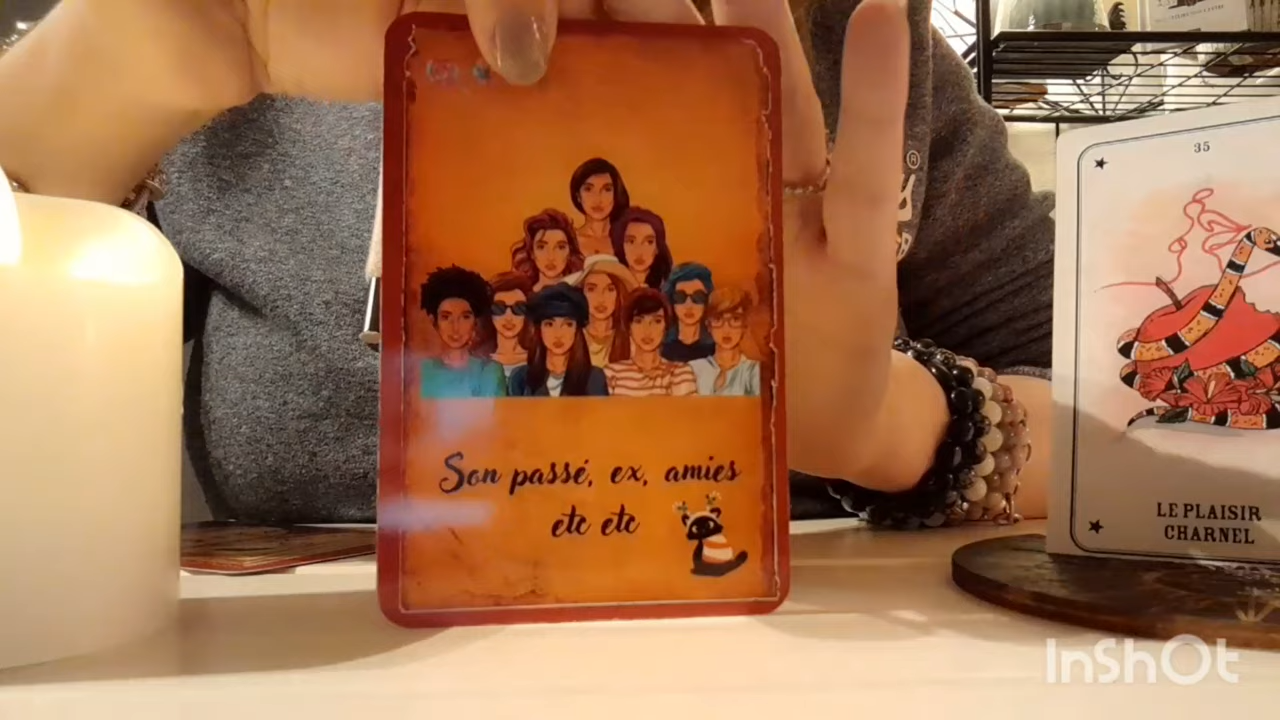 Son passé, ex, amies
etc etc
35
LE PLAISIR
CHARNEL
InShOt